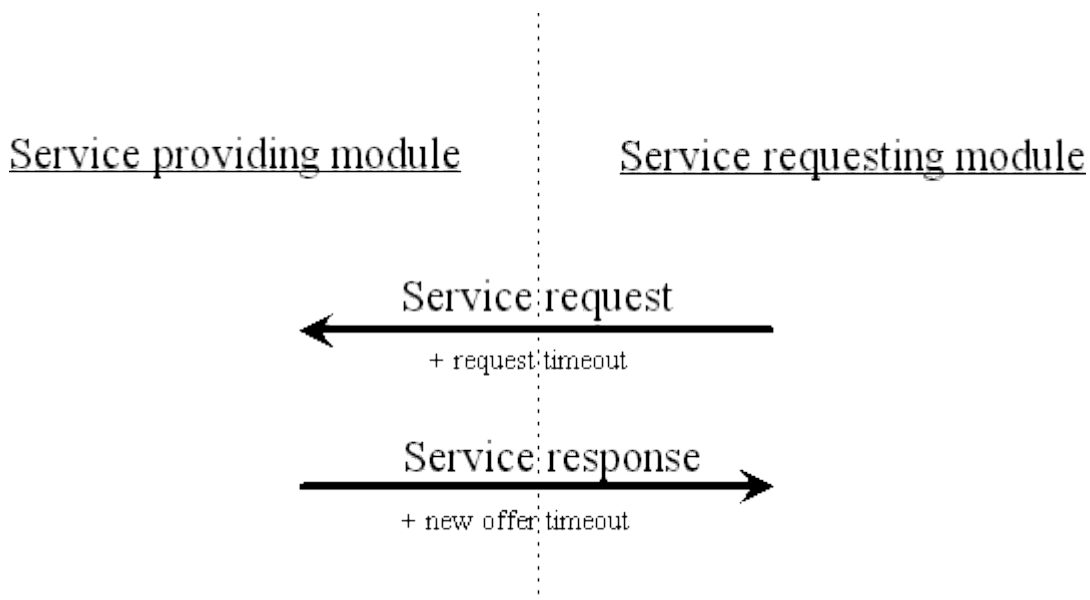 Service providing module
Service requesting module
Service request
+ request timeout
Service response
+ new offer timeout